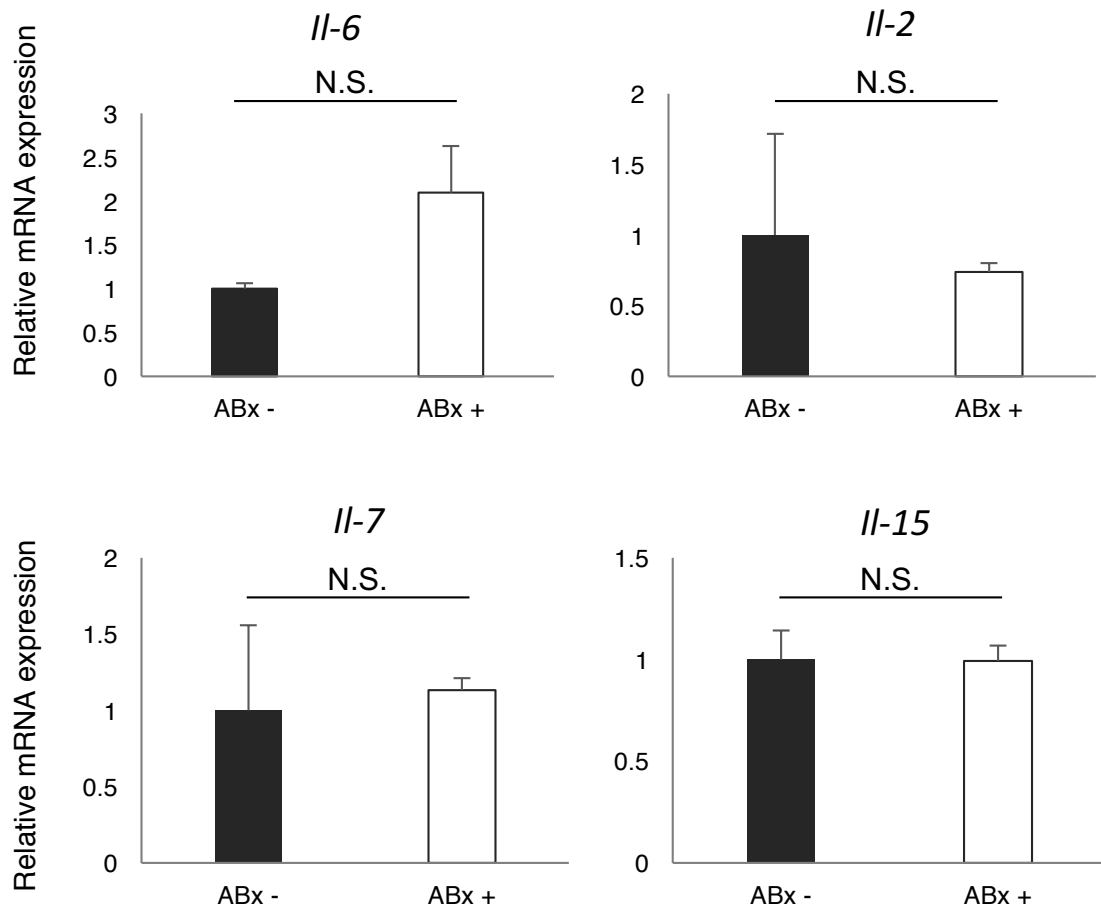 Il-6
N.S.
Relative mRNA expression
3
2.5
2
1.5
1
0.5
0
ABx -
ABx +
Il-2
N.S.
2
1.5
1
0.5
0
ABx -
ABx +
Il-7
N.S.
Relative mRNA expression
2
1.5
1
0.5
0
ABx -
ABx +
Il-15
N.S.
1.5
1
0.5
0
ABx -
ABx +